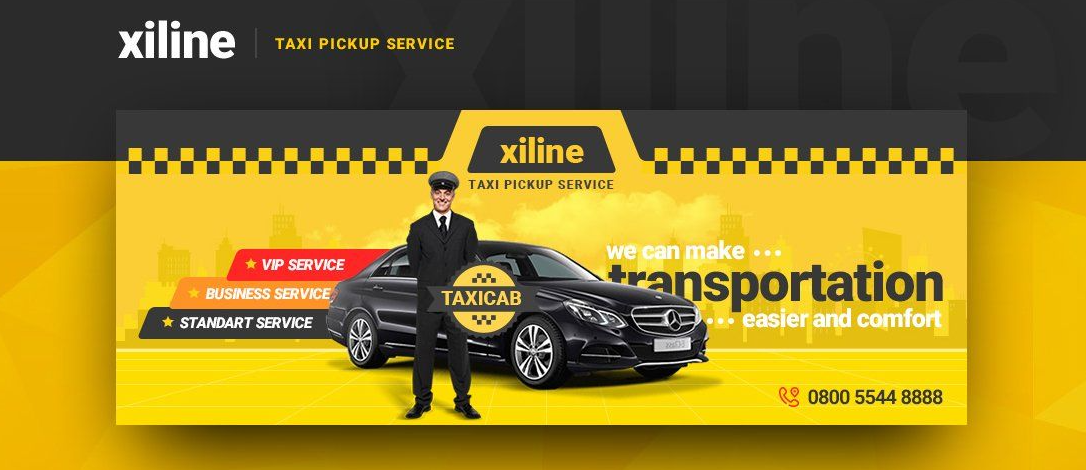 xiline
TAXI PICKUP SERVICE
xiline
xiline
TAXI PICKUP SERVICE
VIP SERVICE
BUSINESS SERVICE
STANDART SERVICE
TAXICAB
we can make •••
transportation
••• easier and comfort
0800 5544 8888